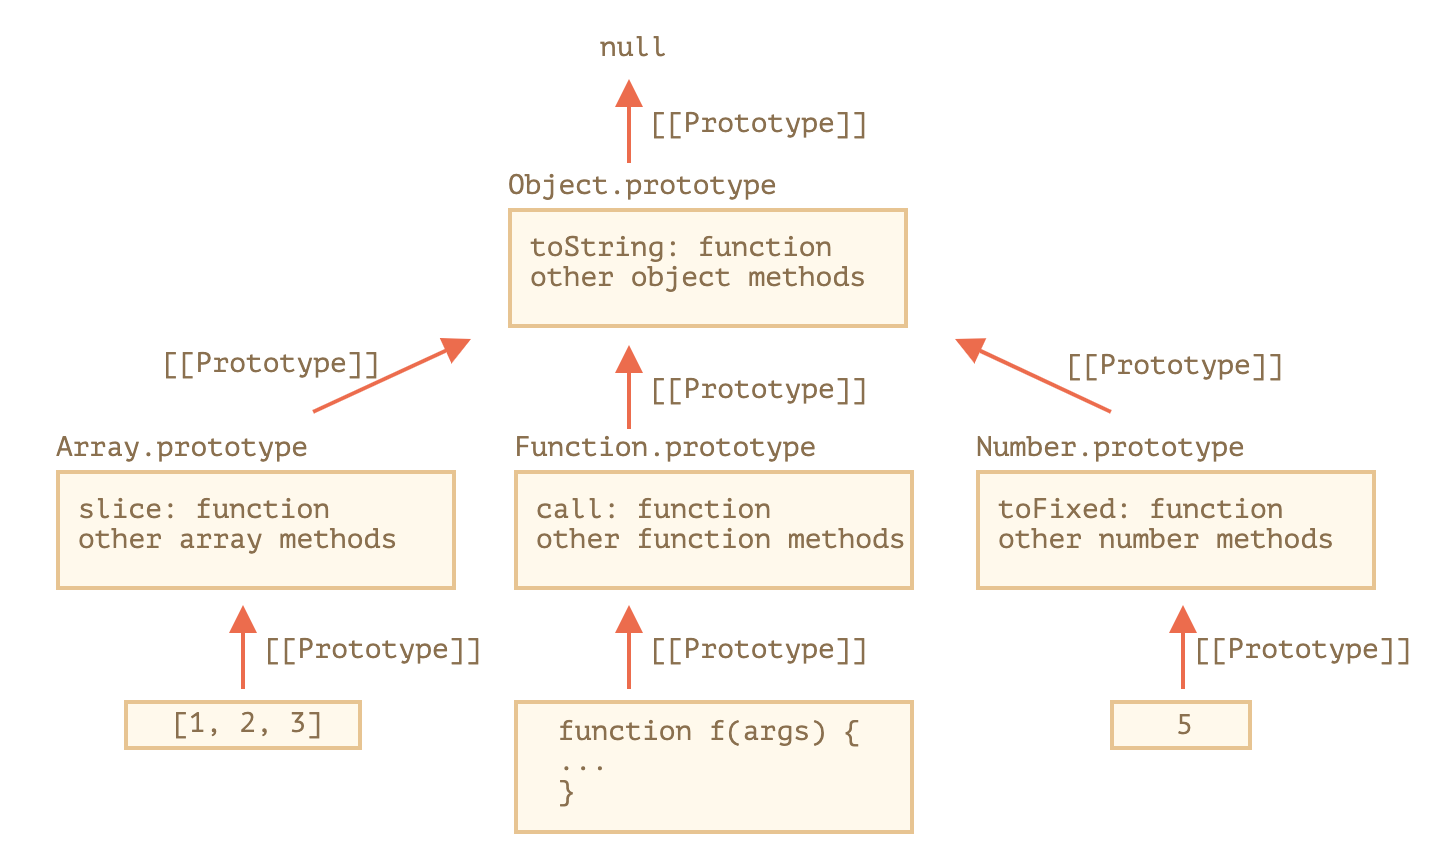 null
[[Prototype]]
Object.prototype
toString: function
other object methods
[[Prototype]]
[[Prototype]]
[[Prototype]]
Array.prototype
slice: function
other array methods
Function.prototype
call: function
other function methods
Number.prototype
toFixed: function
other number methods
[[Prototype]]
[[Prototype]]
[[Prototype]]
[1, 2, 3]
function f(args) {
...
}
5